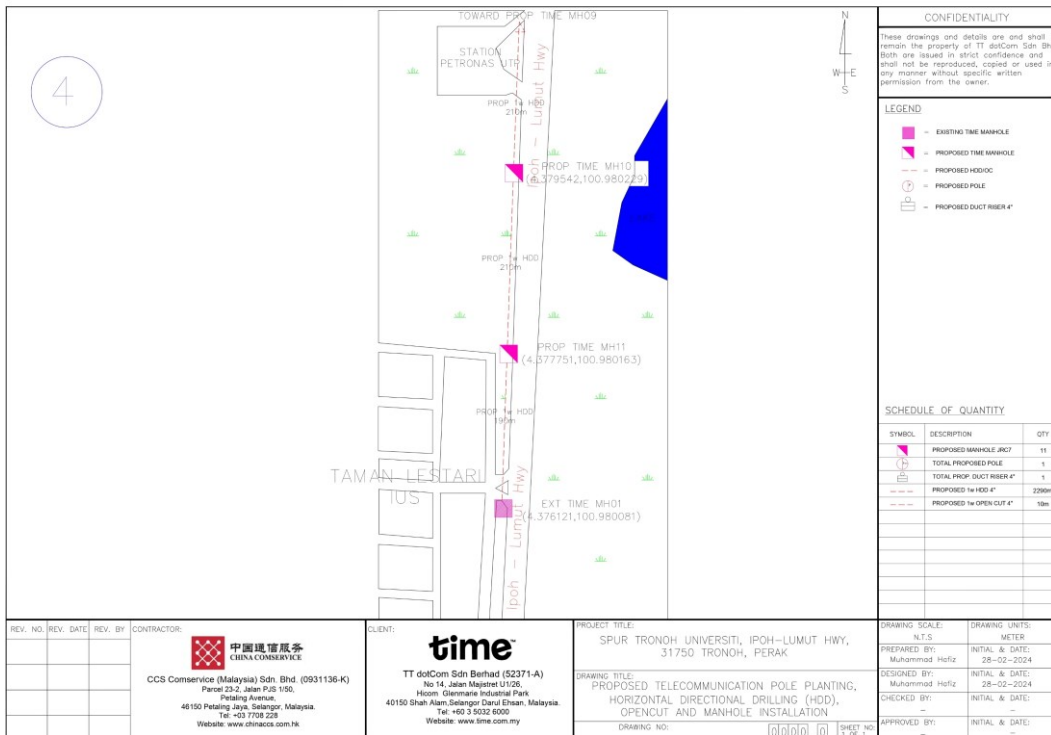 4
TOWARD PROP TIME MH09
STATION
PETRONAS UTP
PROP 1w HDD
210m
Ipoh - Lumut Hwy
PROP TIME MH10
(4.379542,100.980229)
PROP 1w HDD
210m
PROP TIME MH11
(4.377751,100.980163)
PROP 1w HDD
190m
TAMAN LESTARI
IUS
EXT TIME MH01
(4.376121,100.980081)
Ipoh - Lumut Hwy
N
W E
S
CONFIDENTIALITY
These drawings and details are and shall
remain the property of TT dotCom Sdn Bh
Both are issued in strict confidence and
shall not be reproduced, copied or used in
any manner without specific written
permission from the owner.
LEGEND
= EXISTING TIME MANHOLE
= PROPOSED TIME MANHOLE
= PROPOSED HDD/OC
= PROPOSED POLE
= PROPOSED DUCT RISER 4"
SCHEDULE OF QUANTITY
SYMBOL DESCRIPTION QTY
PROPOSED MANHOLE JRC7 11
TOTAL PROPOSED POLE 1
TOTAL PROP. DUCT RISER 4" 1
PROPOSED 1w HDD 4" 2290m
PROPOSED 1w OPEN CUT 4" 10m
REV. NO. REV. DATE REV. BY
CONTRACTOR:
中国通信服务
CHINA COMSERVICE
CCS Comservice (Malaysia) Sdn. Bhd. (0931136-K)
Parcel 23-2, Jalan PJS 1/50,
Petaling Avenue,
46150 Petaling Jaya, Selangor, Malaysia.
Tel: +03 7708 228
Website: www.chinaccs.com.hk
CLIENT:
time
TT dotCom Sdn Berhad (52371-A)
No 14, Jalan Majistret U1/26,
Hicom Glenmarie Industrial Park
40150 Shah Alam,Selangor Darul Ehsan, Malaysia.
Tel: +60 3 5032 6000
Website: www.time.com.my
PROJECT TITLE:
SPUR TRONOH UNIVERSITI, IPOH-LUMUT HWY,
31750 TRONOH, PERAK
DRAWING TITLE:
PROPOSED TELECOMMUNICATION POLE PLANTING,
HORIZONTAL DIRECTIONAL DRILLING (HDD),
OPENCUT AND MANHOLE INSTALLATION
DRAWING NO:
0000 0
SHEET NO:
1 OF 1
DRAWING SCALE:
N.T.S
DRAWING UNITS:
METER
PREPARED BY:
Muhammad Hafiz
INITIAL & DATE:
28-02-2024
DESIGNED BY:
Muhammad Hafiz
INITIAL & DATE:
28-02-2024
CHECKED BY:
–
INITIAL & DATE:
–
APPROVED BY:
INITIAL & DATE: